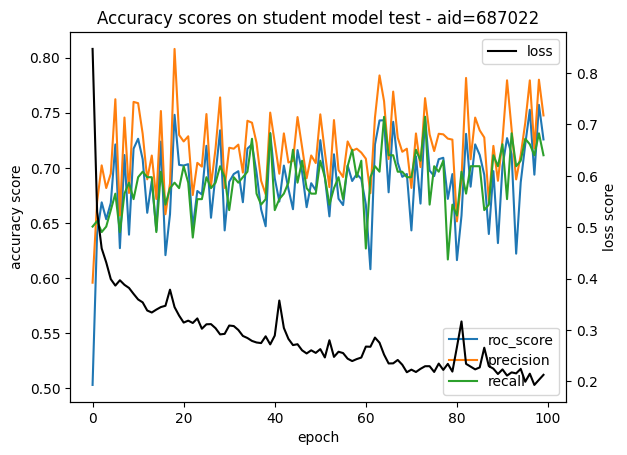 Accuracy scores on student model test - aid=687022
loss
0.80
0.75
0.70
0.65
0.60
0.55
0.50
accuracy score
0.8
0.7
0.6
0.5
0.4
0.3
0.2
loss score
roc_score
precision
recall
0
20
40
60
80
100
epoch